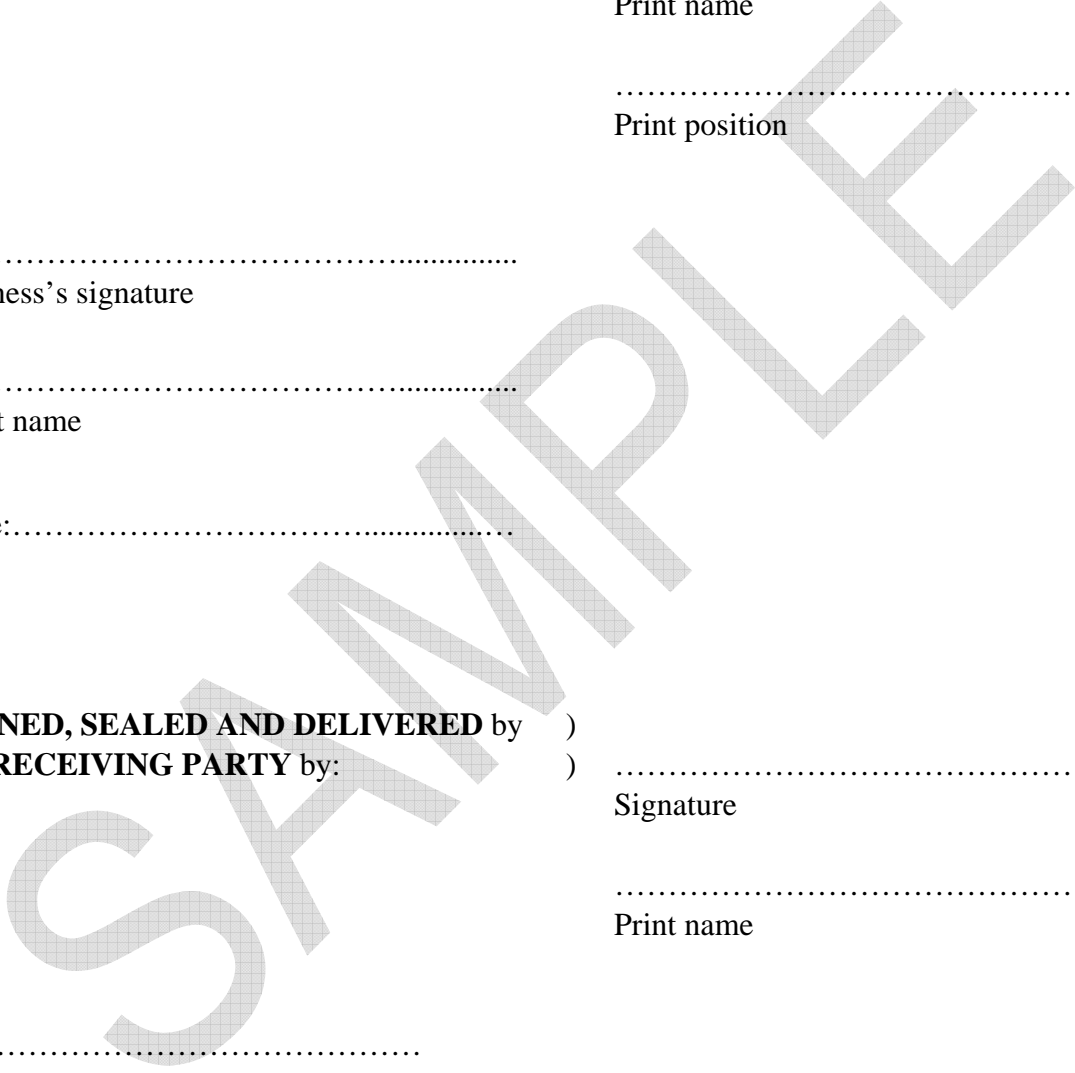 Print name
……………………………………
Print position
………………………………...............
ness's signature
………………………………...............
t name
e:……………………………...............…
NED, SEALED AND DELIVERED by )
RECEIVING PARTY by: )
……………………………………
Signature
……………………………………
Print name
…………………………………
SAMPLE